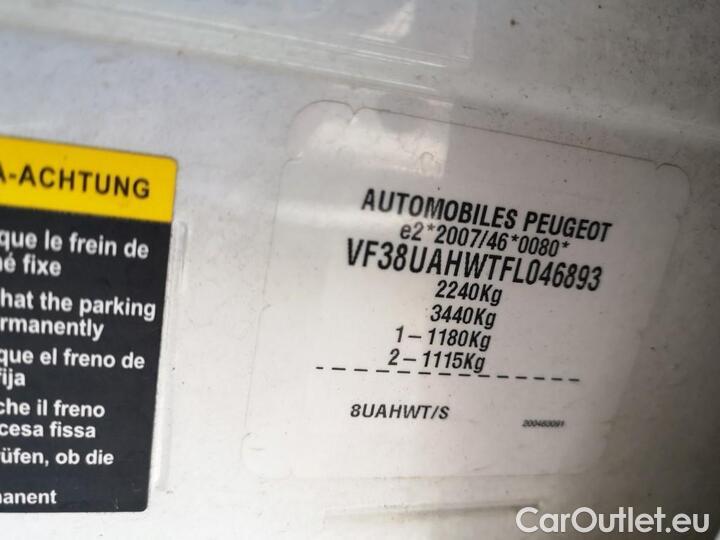 A-ACHTUNG
que le frein de
é fixe
hat the parking
rmanently
que el freno de
ija
che il freno
cesa fissa
üfen, ob die
manent
AUTOMOBILES PEUGEOT
e2*2007/46*0080*
VF38UAHWTFL046893
2240Kg
3440Kg
1-1180Kg
2-1115Kg
8UAHWT/S
CarOutlet.eu